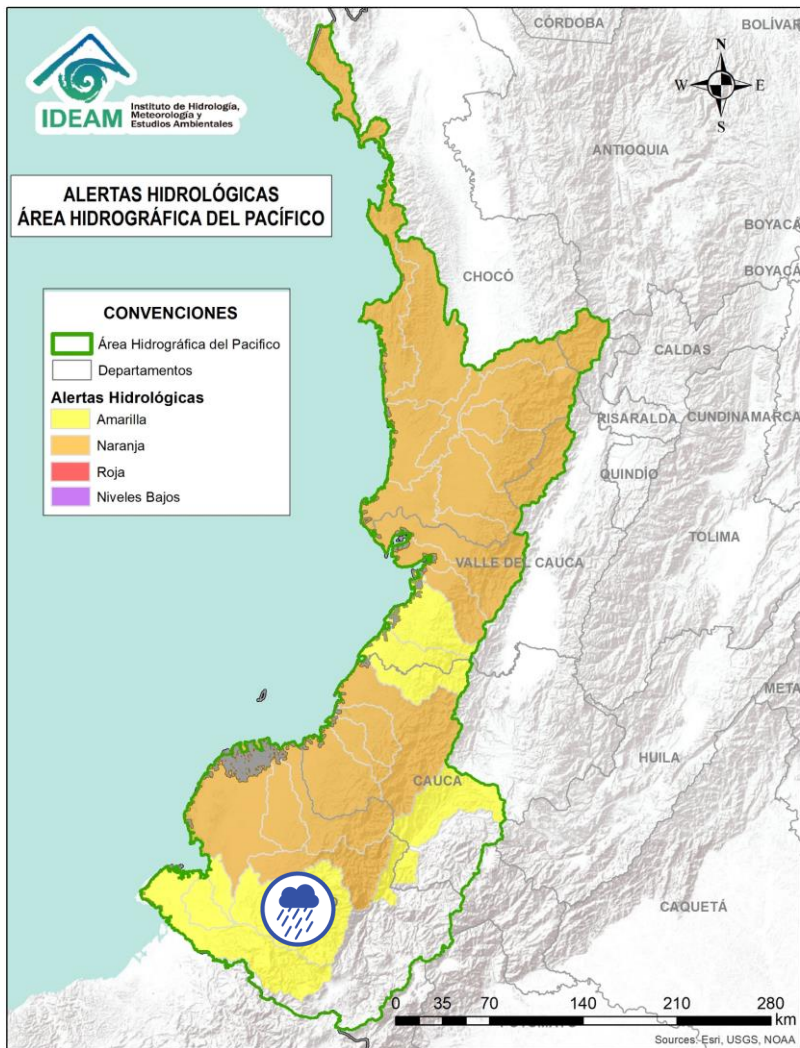 CÓRDOBA
BOLÍVAR
IDEAM
Instituto de Hidrología,
Meteorología y
Estudios Ambientales
N
W
E
S
ANTIOQUIA
ALERTAS HIDROLÓGICAS
ÁREA HIDROGRÁFICA DEL PACÍFICO
BOYACÁ
BOYACÁ
CHOCÓ
CONVENCIONES
Área Hidrográfica del Pacifico
Departamentos
Alertas Hidrológicas
Amarilla
Naranja
Roja
Niveles Bajos
CALDAS
RISARALDA
CUNDINAMARCA
QUINDÍO
TOLIMA
VALLE DEL CAUCA
META
HUILA
CAUCA
CAQUETÁ
0 35 70 140 210 280
km
Sources: Esri, USGS, NOAA